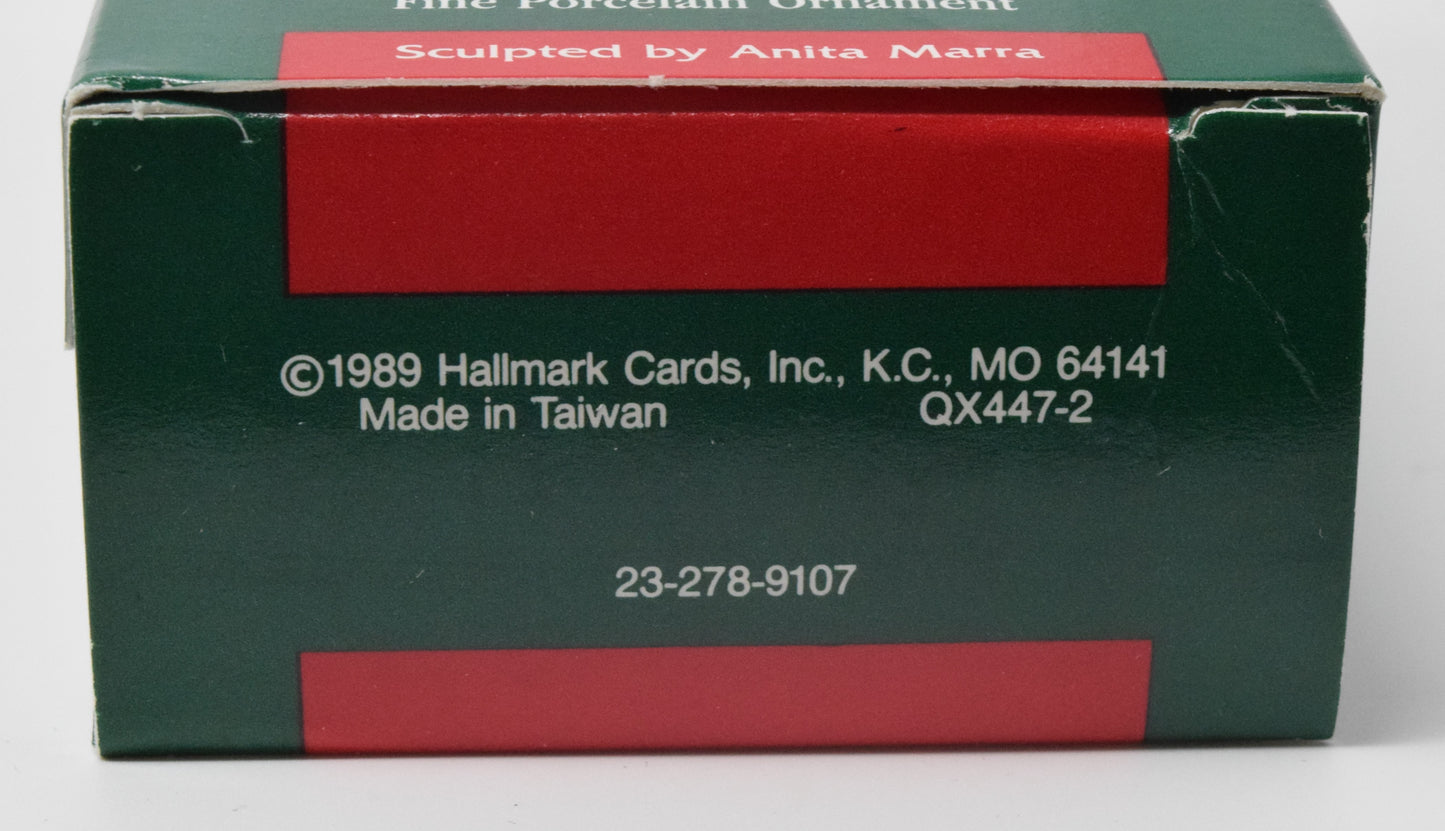 Fine Porcelain Ornament
Sculpted by Anita Marra
©1989 Hallmark Cards, Inc., K.C., MO 64141
Made in Taiwan QX447-2
23-278-9107